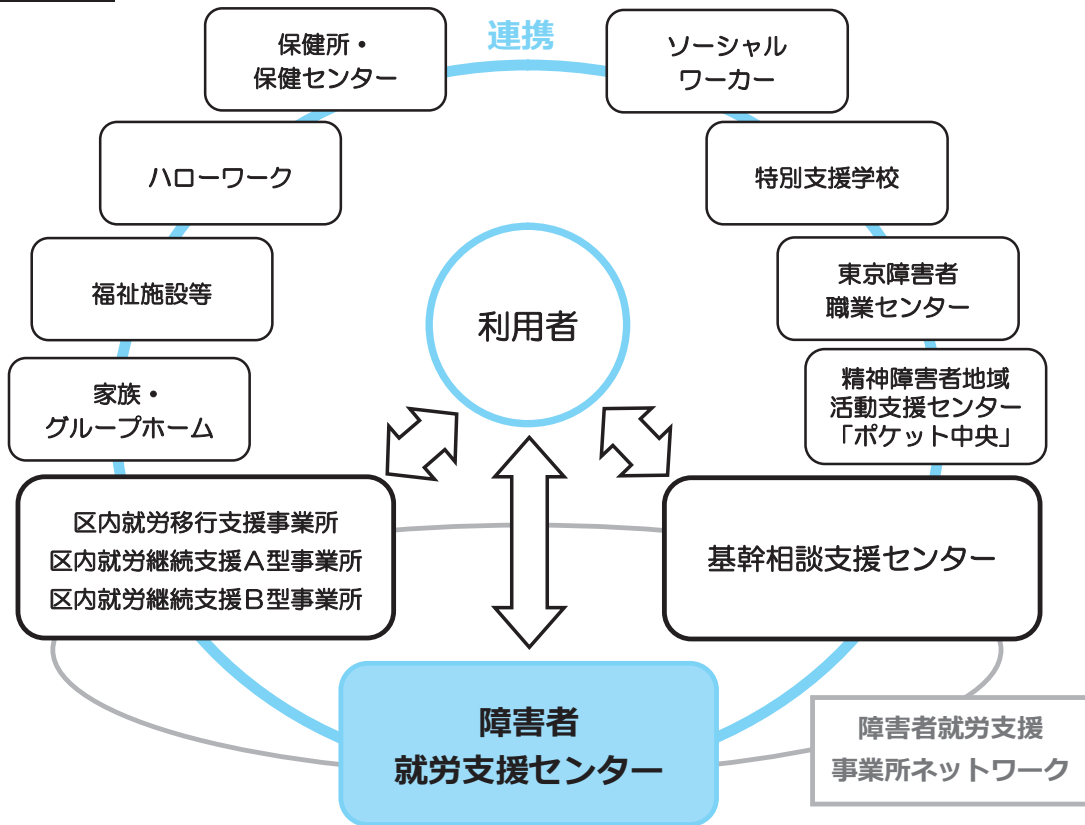 連携
保健所・
保健センター
ソーシャル
ワーカー
ハローワーク
特別支援学校
福祉施設等
利用者
東京障害者
職業センター
家族・
グループホーム
精神障害者地域
活動支援センター
「ポケット中央」
区内就労移行支援事業所
区内就労継続支援A型事業所
区内就労継続支援B型事業所
基幹相談支援センター
障害者
就労支援センター
障害者就労支援
事業所ネットワーク